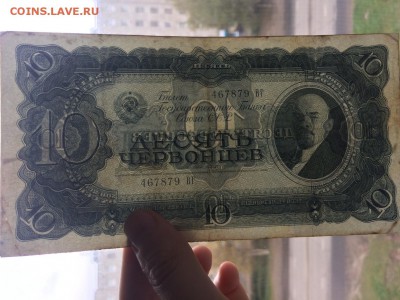 COINS.LAVE.RU
10 10
Билет
Государственного Банка
Союза ССР
467879 ВГ
10
ДЕСЯТЬ
ЧЕРВОНЦЕВ
467879 ВГ
10 10 10